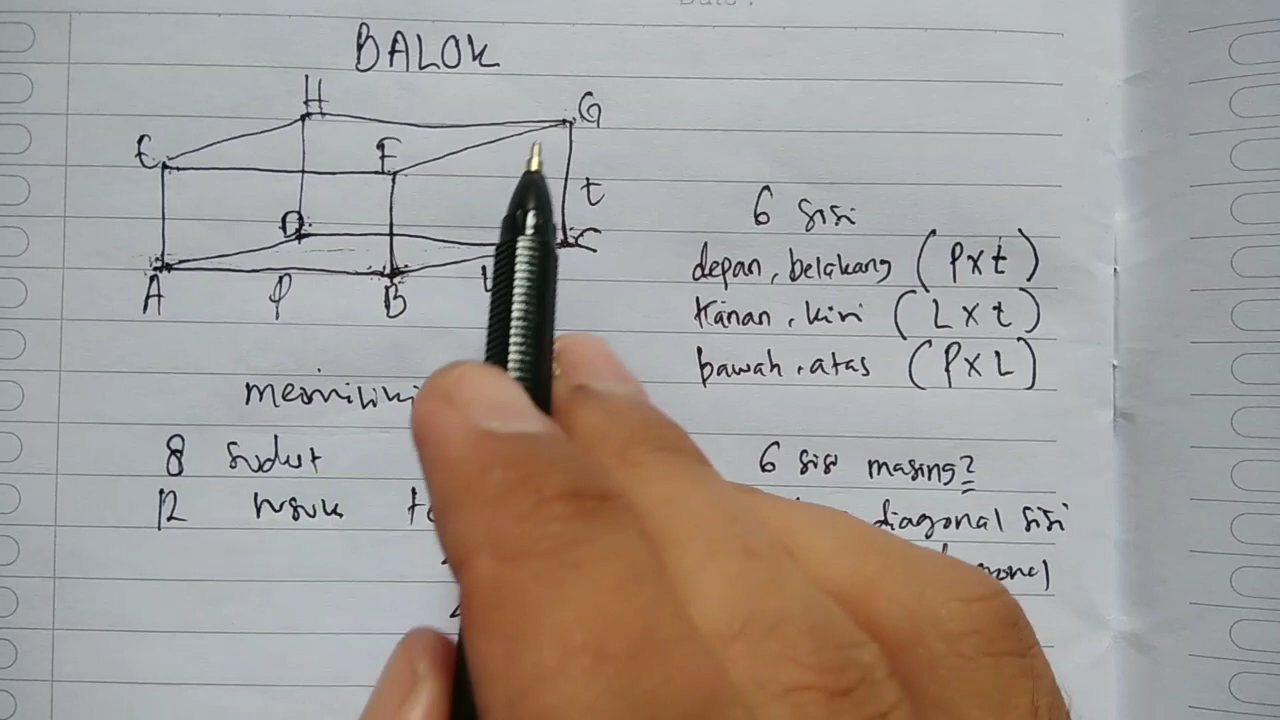 BALOK
H
G
E
F
t
D
C
A
P
B
6 sisi
depan, belakang (P x t)
kanan, kiri (L x t)
bawah, atas (P x L)
memiliki
8 sudut
12 rusuk
6 sisi masing2
diagonal sisi